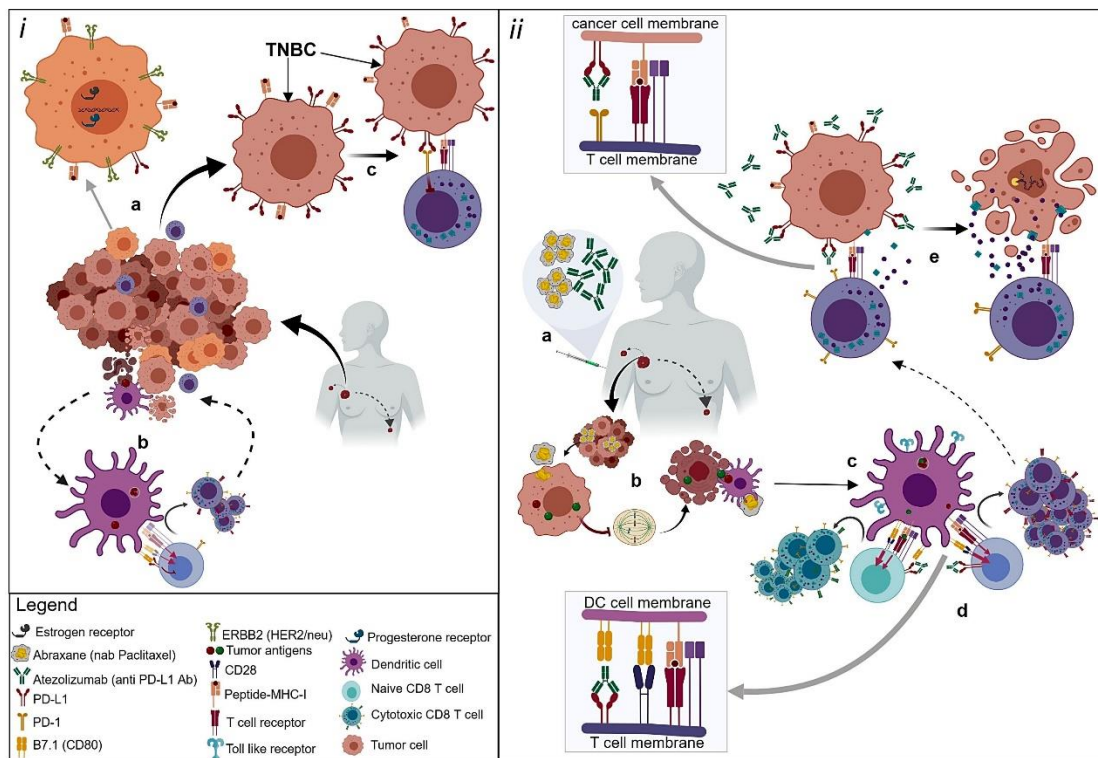 i
TNBC
a
c
b
Legend
Estrogen receptor
Abraxane (nab Paclitaxel)
Atezolizumab (anti PD-L1 Ab)
PD-L1
PD-1
B7.1 (CD80)
ERBB2 (HER2/neu)
Tumor antigens
CD28
Peptide-MHC-I
T cell receptor
Toll like receptor
Progesterone receptor
Dendritic cell
Naive CD8 T cell
Cytotoxic CD8 T cell
Tumor cell
ii
cancer cell membrane
T cell membrane
e
a
b
c
d
DC cell membrane
T cell membrane